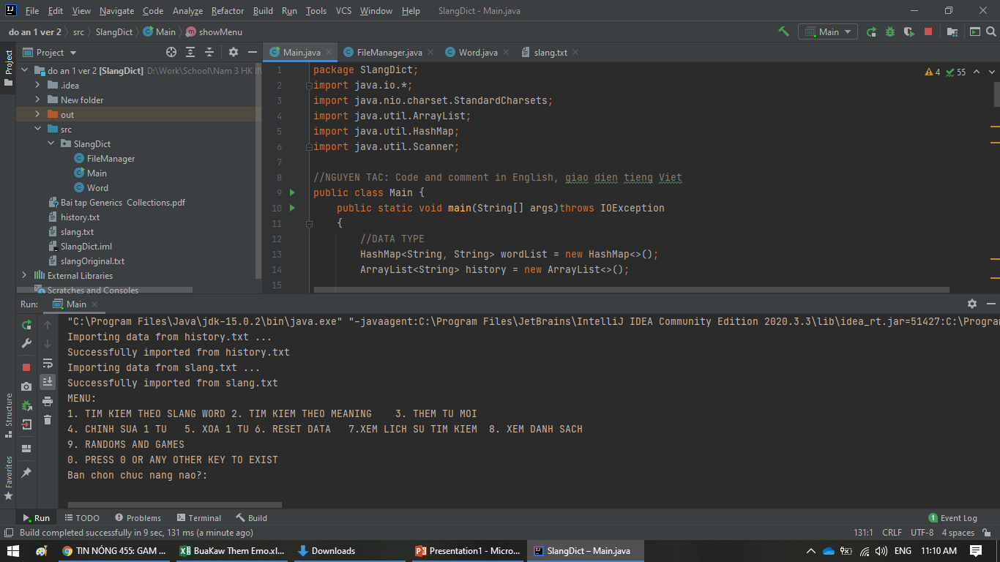 File Edit View Navigate Code Analyze Refactor Build Run Tools VCS Window Help SlangDict - Main.java
do an 1 ver 2 src SlangDict Main showMenu Main
Project
Project
Main.java FileManager.java Word.java slang.txt
do an 1 ver 2 [SlangDict] D:\Work\School\Nam 3 HK II\
.idea
New folder
out
src
SlangDict
FileManager
Main
Word
Bai tap Generics Collections.pdf
history.txt
slang.txt
SlangDict.iml
slangOriginal.txt
External Libraries
Scratches and Consoles
4 55
1 package SlangDict;
2 import java.io.*;
3 import java.nio.charset.StandardCharsets;
4 import java.util.ArrayList;
5 import java.util.HashMap;
6 import java.util.Scanner;
7
8 //NGUYEN TAC: Code and comment in English, giao dien tieng Viet
9 public class Main {
10 public static void main(String[] args)throws IOException
11 {
12 //DATA TYPE
13 HashMap<String, String> wordList = new HashMap<>();
14 ArrayList<String> history = new ArrayList<>();
15
Run: Main
"C:\Program Files\Java\jdk-15.0.2\bin\java.exe" "-javaagent:C:\Program Files\JetBrains\IntelliJ IDEA Community Edition 2020.3.3\lib\idea_rt.jar=51427:C:\Program
Importing data from history.txt ...
Successfully imported from history.txt
Importing data from slang.txt ...
Successfully imported from slang.txt
MENU:
1. TIM KIEM THEO SLANG WORD 2. TIM KIEM THEO MEANING 3. THEM TU MOI
4. CHINH SUA 1 TU 5. XOA 1 TU 6. RESET DATA 7.XEM LICH SU TIM KIEM 8. XEM DANH SACH
9. RANDOMS AND GAMES
0. PRESS 0 OR ANY OTHER KEY TO EXIST
Ban chon chuc nang nao?:
Structure
Favorites
Run TODO Problems Terminal Build 1 Event Log
Build completed successfully in 9 sec, 131 ms (a minute ago) 131:1 CRLF UTF-8 4 spaces
TIN NÓNG 455: GAM ... BuaKaw Them Emo.xl... Downloads Presentation1 - Micro... SlangDict – Main.java ENG 11:10 AM